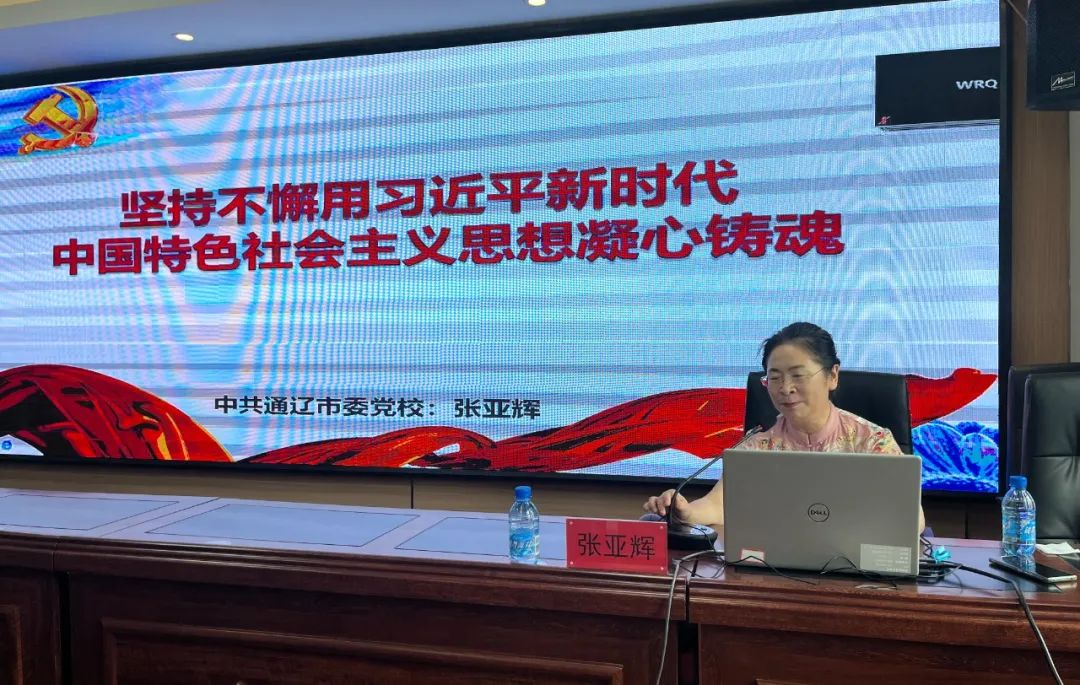 WRQ
坚持不懈用习近平新时代
中国特色社会主义思想凝心铸魂
中共通辽市委党校：张亚辉
张亚辉
DELL